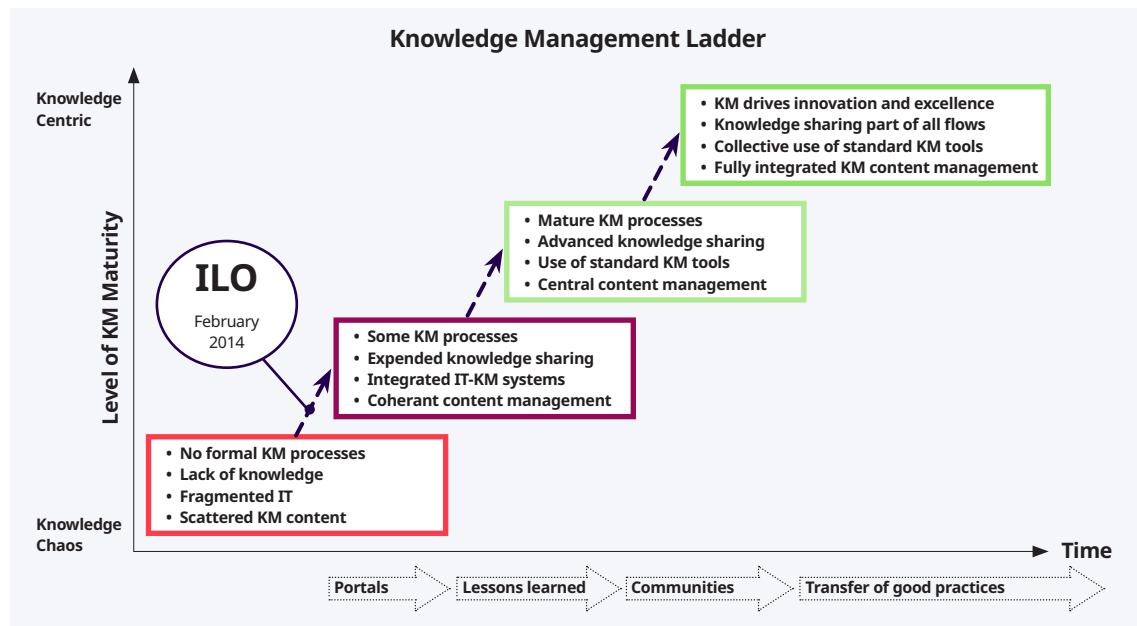 Knowledge Management Ladder
Knowledge
Centric
• KM drives innovation and excellence
• Knowledge sharing part of all flows
• Collective use of standard KM tools
• Fully integrated KM content management
• Mature KM processes
• Advanced knowledge sharing
• Use of standard KM tools
• Central content management
Level of KM Maturity
ILO
February
2014
• Some KM processes
• Expended knowledge sharing
• Integrated IT-KM systems
• Coherant content management
• No formal KM processes
• Lack of knowledge
• Fragmented IT
• Scattered KM content
Knowledge
Chaos
Time
Portals
Lessons learned
Communities
Transfer of good practices